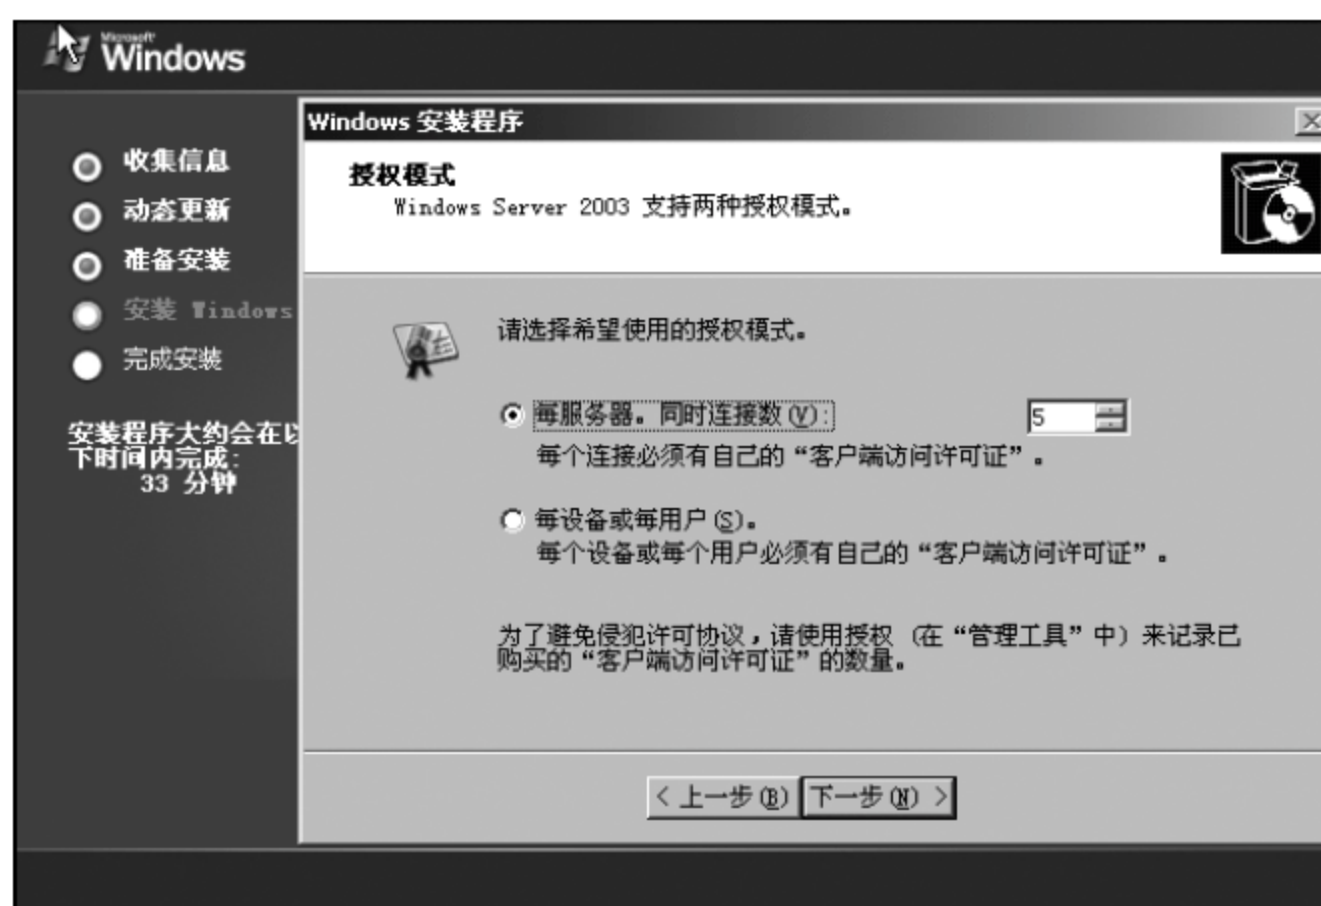 Microsoft
Windows
收集信息
动态更新
准备安装
安装 Windows
完成安装
安装程序大约会在以
下时间内完成:
33 分钟
Windows 安装程序
授权模式
Windows Server 2003 支持两种授权模式。
请选择希望使用的授权模式。
每服务器。同时连接数(V): 5
每个连接必须有自己的“客户端访问许可证”。
每设备或每用户(S)。
每个设备或每个用户必须有自己的“客户端访问许可证”。
为了避免侵犯许可协议，请使用授权（在“管理工具”中）来记录已
购买的“客户端访问许可证”的数量。
< 上一步(B) 下一步(N) >